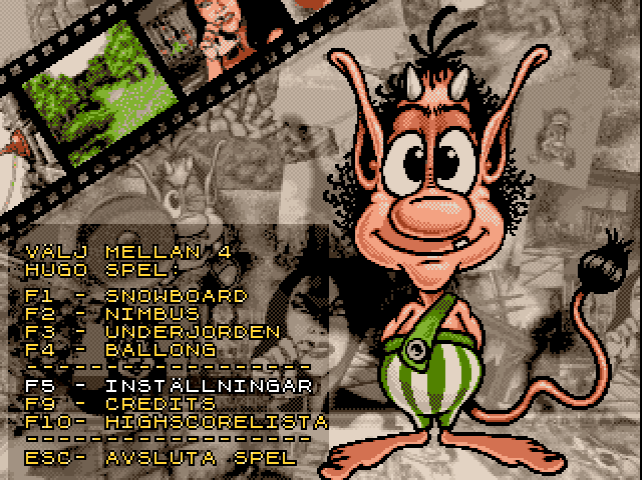 VÄLJ MELLAN 4
HUGO SPEL:
F1 - SNOWBOARD
F2 - NIMBUS
F3 - UNDERJORDEN
F4 - BALLONG
------------------
F5 - INSTÄLLNINGAR
F9 - CREDITS
F10- HIGHSCORELISTA
------------------
ESC- AVSLUTA SPEL